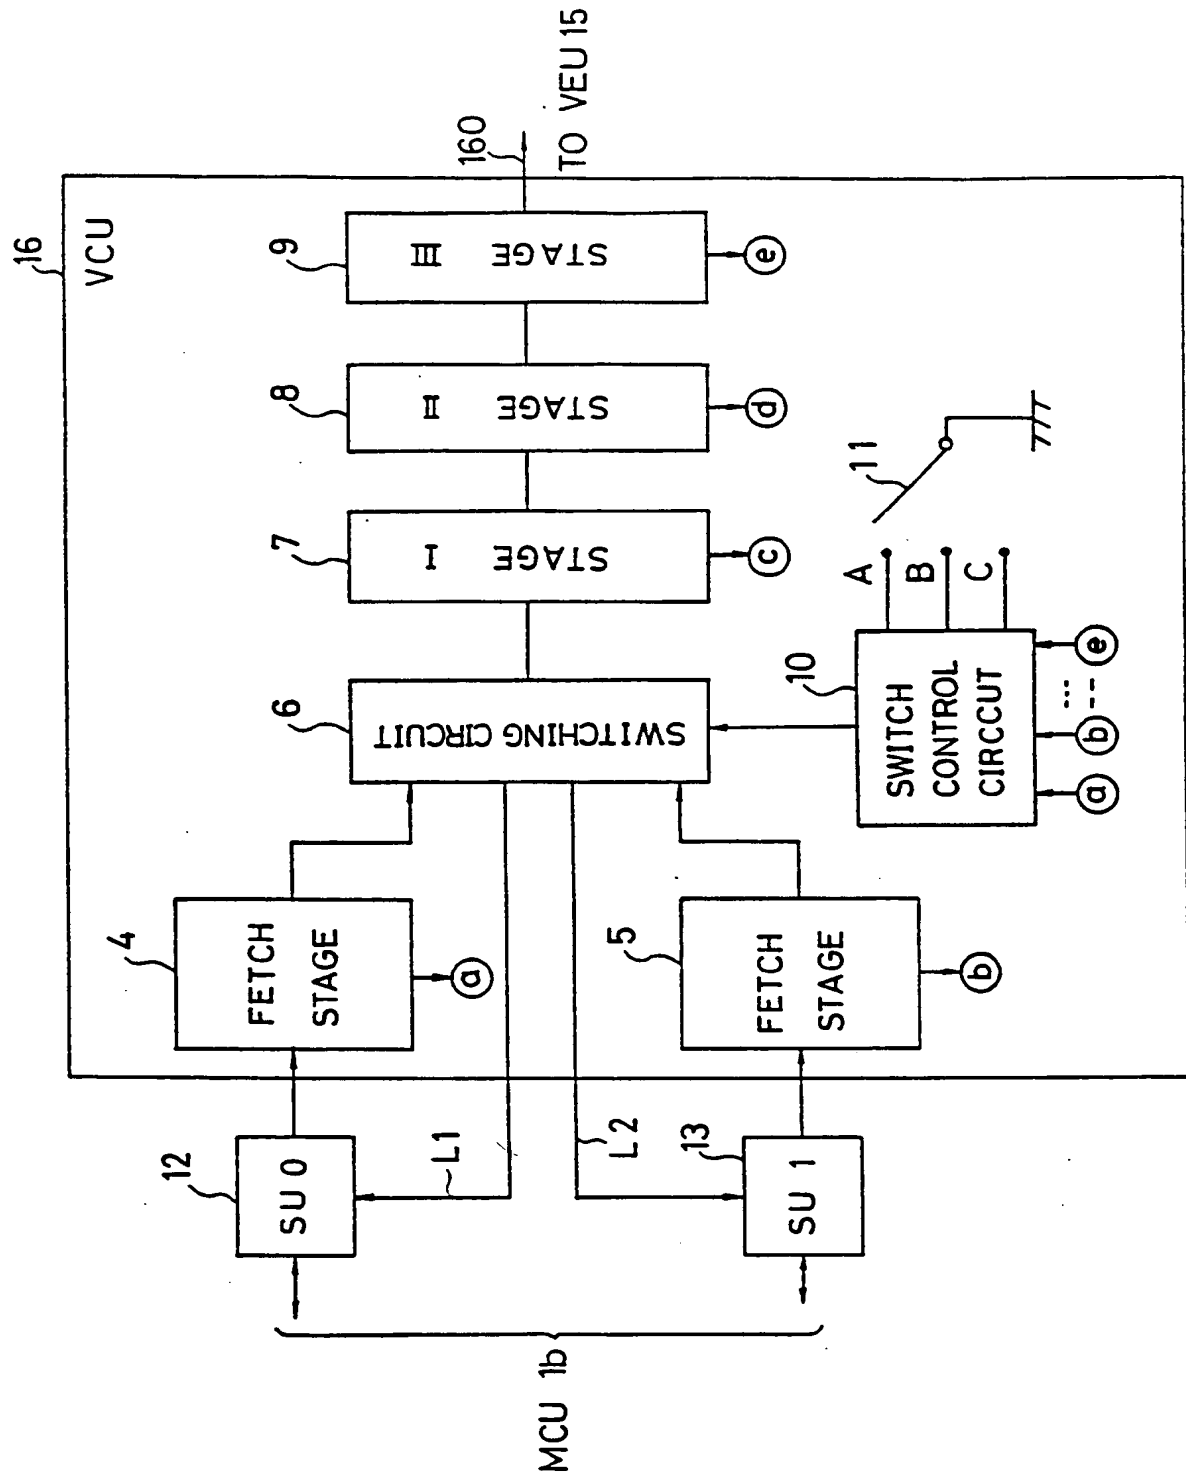 16
VCU
160
TO VEU 15
4
FETCH
STAGE
a
5
FETCH
STAGE
b
6
SWITCHING CIRCUIT
7
STAGE I
c
8
STAGE II
d
9
STAGE III
e
10
SWITCH
CONTROL
CIRCCUT
a
b
--- ---
e
A
B
C
11
12
SU 0
L1
L2
13
SU 1
MCU 1b